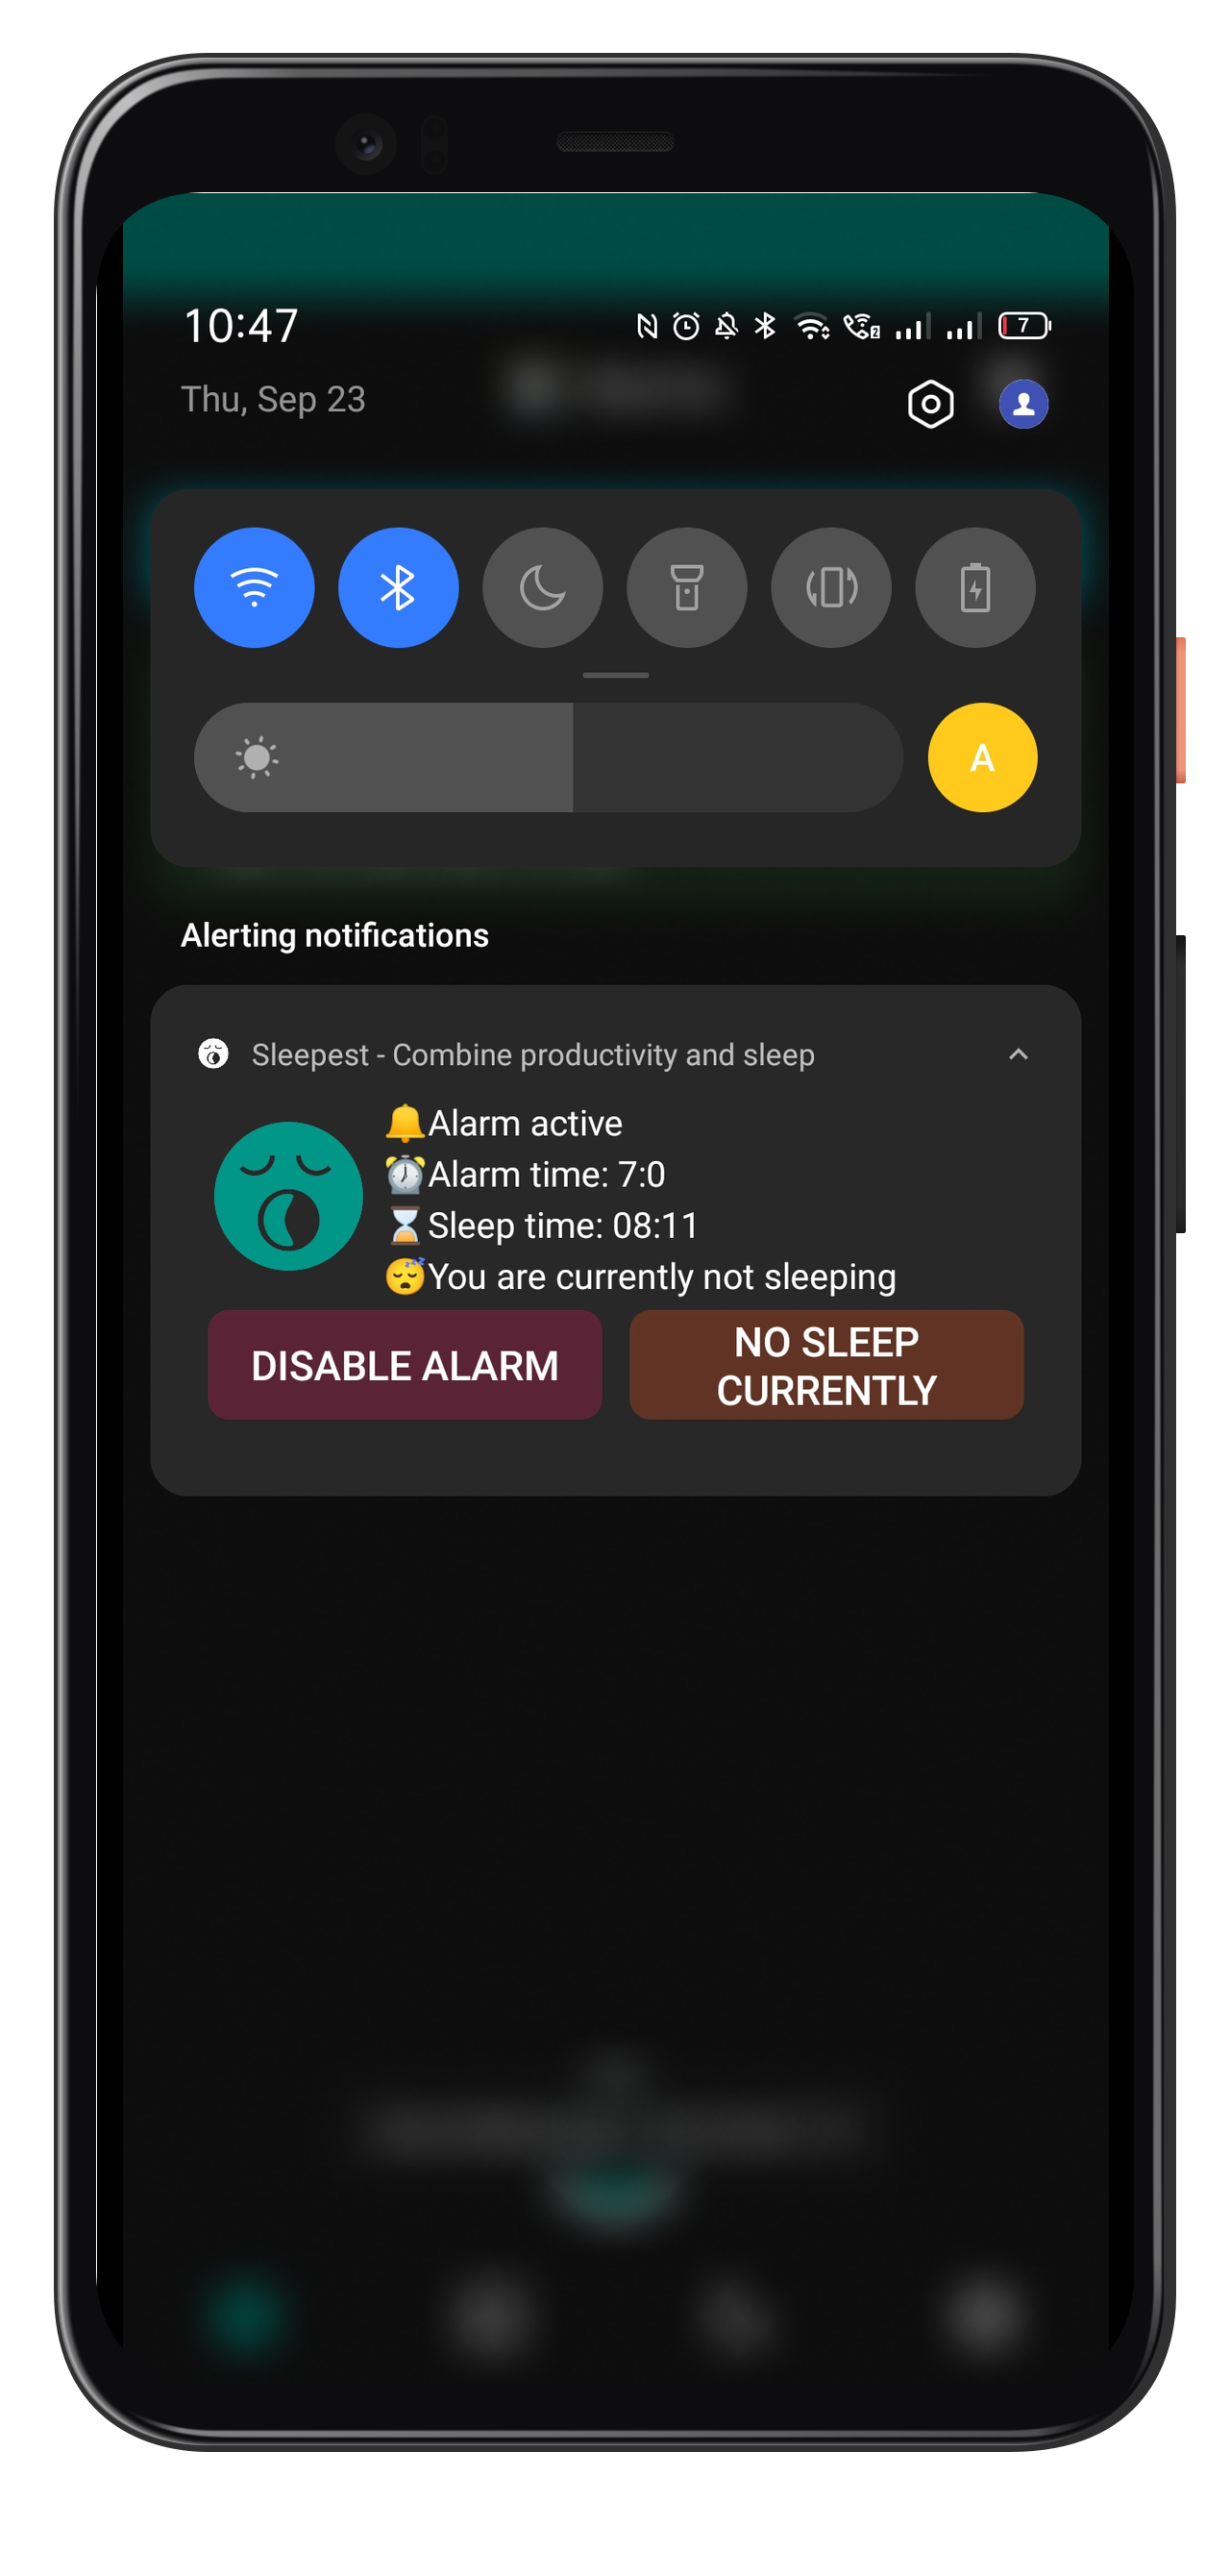 10:47
7
Thu, Sep 23
A
Alerting notifications
Sleepest - Combine productivity and sleep
🔔Alarm active
⏰Alarm time: 7:0
⏳Sleep time: 08:11
😴You are currently not sleeping
DISABLE ALARM
NO SLEEP
CURRENTLY